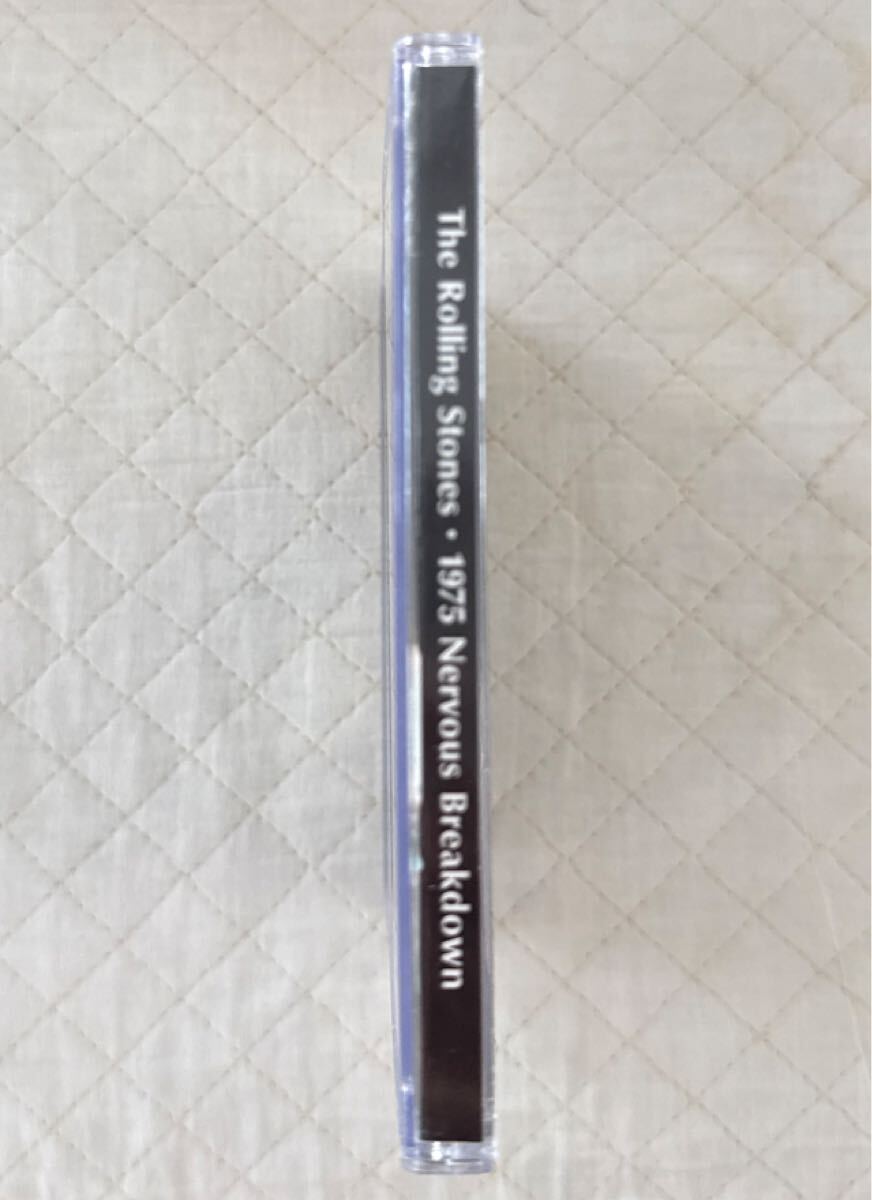 The Rolling Stones • 1975 Nervous Breakdown